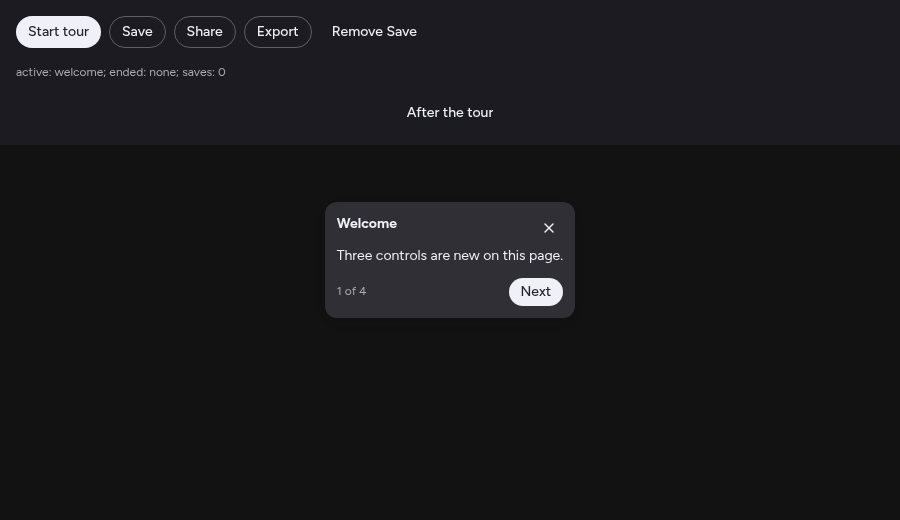 Start tour Save Share Export Remove Save
active: welcome; ended: none; saves: 0
After the tour
Welcome
Three controls are new on this page.
1 of 4 Next